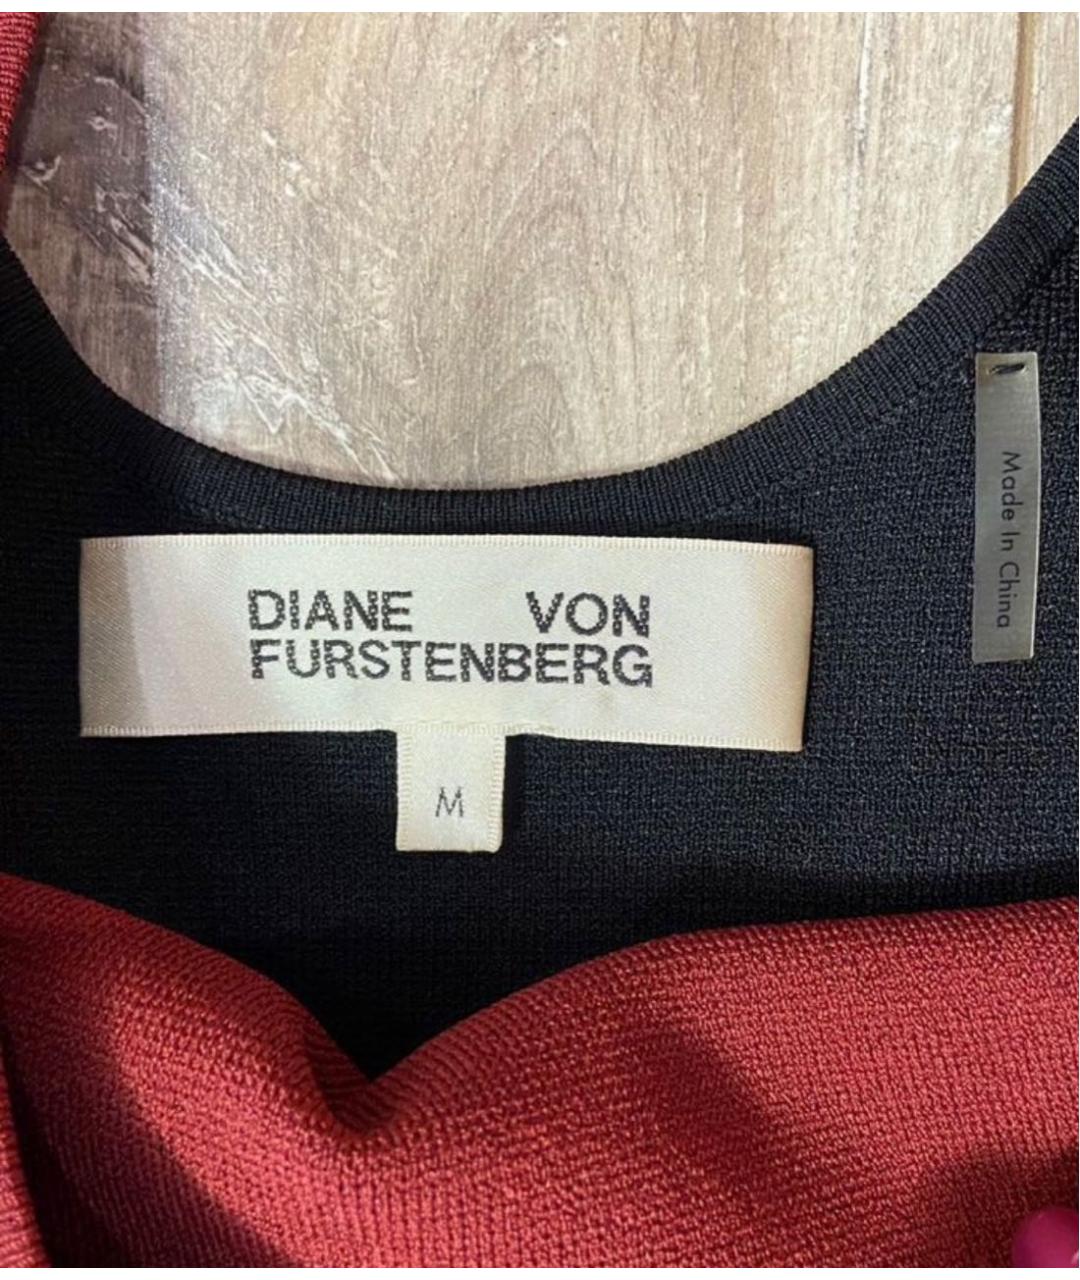 DIANE VON
FURSTENBERG
M
Made In China